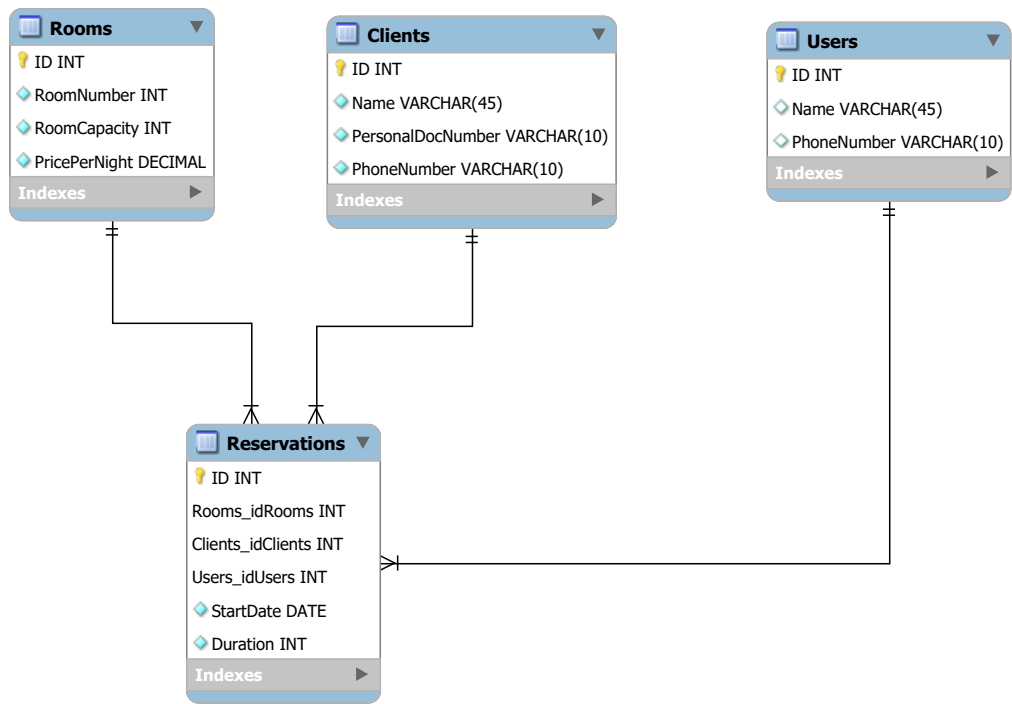 Rooms
ID INT
RoomNumber INT
RoomCapacity INT
PricePerNight DECIMAL
Indexes
Clients
ID INT
Name VARCHAR(45)
PersonalDocNumber VARCHAR(10)
PhoneNumber VARCHAR(10)
Indexes
Users
ID INT
Name VARCHAR(45)
PhoneNumber VARCHAR(10)
Indexes
Reservations
ID INT
Rooms_idRooms INT
Clients_idClients INT
Users_idUsers INT
StartDate DATE
Duration INT
Indexes